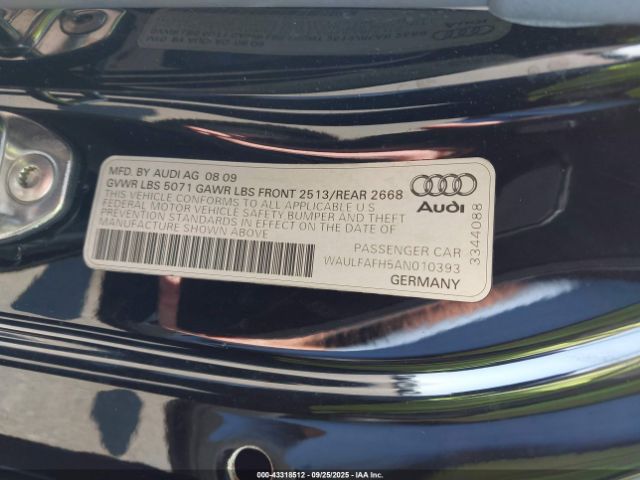 MFD. BY AUDI AG 08 09
GVWR LBS 5071 GAWR LBS FRONT 2513/REAR 2668
THIS VEHICLE CONFORMS TO ALL APPLICABLE U.S.
FEDERAL MOTOR VEHICLE SAFETY BUMPER AND THEFT
PREVENTION STANDARDS IN EFFECT ON THE DATE OF
MANUFACTURE SHOWN ABOVE
Audi
3344088
PASSENGER CAR
WAULFAFH5AN010393
GERMANY
000-43318512 - 09/25/2025 - IAAI.COM